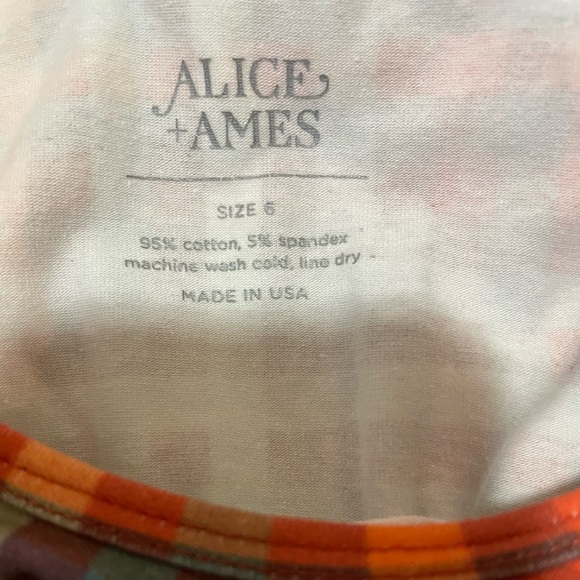 ALICE
+AMES
SIZE 6
95% cotton, 5% spandex
machine wash cold, line dry
MADE IN USA